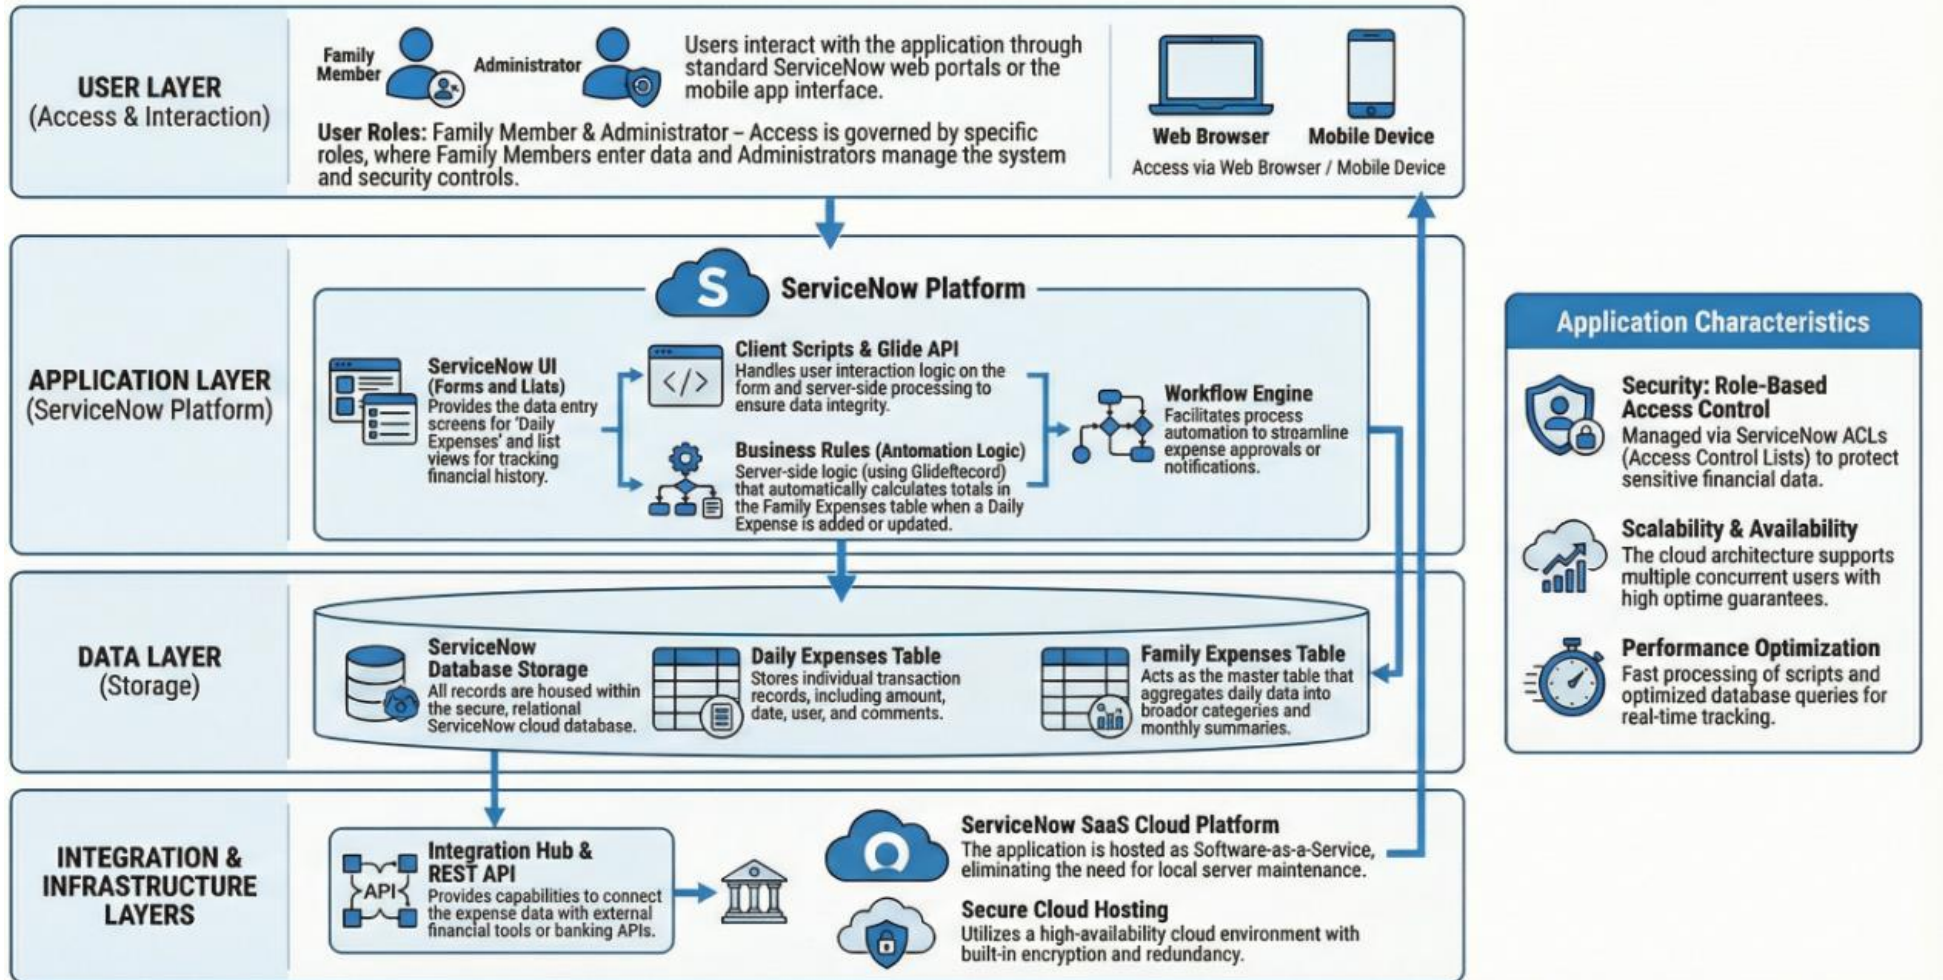 USER LAYER
(Access & Interaction)
Family
Member
Administrator
Users interact with the application through
standard ServiceNow web portals or the
mobile app interface.
User Roles: Family Member & Administrator – Access is governed by specific
roles, where Family Members enter data and Administrators manage the system
and security controls.
Web Browser
Mobile Device
Access via Web Browser / Mobile Device
APPLICATION LAYER
(ServiceNow Platform)
S
ServiceNow Platform
ServiceNow UI
(Forms and Liats)
Provides the data entry
screens for 'Daily
Expenses' and list
views for tracking
financial history.
</>
Client Scripts & Glide API
Handles user interaction logic on the
form and server-side processing to
ensure data integrity.
Business Rules (Antomation Logic)
Server-side logic (using Glideftecord)
that automatically calculates totals in
the Family Expenses table when a Daily
Expense is added or updated.
Workflow Engine
Facilitates process
automation to streamline
expense approvals or
notifications.
DATA LAYER
(Storage)
ServiceNow
Database Storage
All records are housed within
the secure, relational
ServiceNow cloud database.
Daily Expenses Table
Stores individual transaction
records, including amount,
date, user, and comments.
Family Expenses Table
Acts as the master table that
aggregates daily data into
broador categeries and
monthly summaries.
INTEGRATION &
INFRASTRUCTURE
LAYERS
API
Integration Hub &
REST API
Provides capabilities to connect
the expense data with external
financial tools or banking APIs.
ServiceNow SaaS Cloud Platform
The application is hosted as Software-as-a-Service,
eliminating the need for local server maintenance.
Secure Cloud Hosting
Utilizes a high-availability cloud environment with
built-in encryption and redundancy.
Application Characteristics
Security: Role-Based
Access Control
Managed via ServiceNow ACLs
(Access Control Lists) to protect
sensitive financial data.
Scalability & Availability
The cloud architecture supports
multiple concurrent users with
high optime guarantees.
Performance Optimization
Fast processing of scripts and
optimized database queries for
real-time tracking.